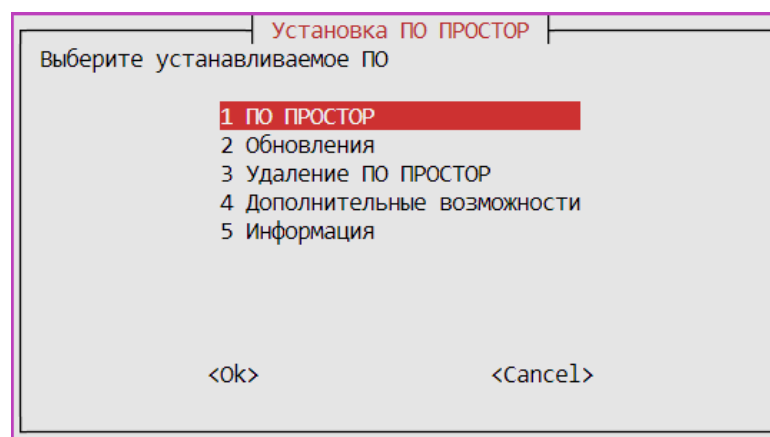 Установка ПО ПРОСТОР
Выберите устанавливаемое ПО
1 ПО ПРОСТОР
2 Обновления
3 Удаление ПО ПРОСТОР
4 Дополнительные возможности
5 Информация
<Ok> <Cancel>